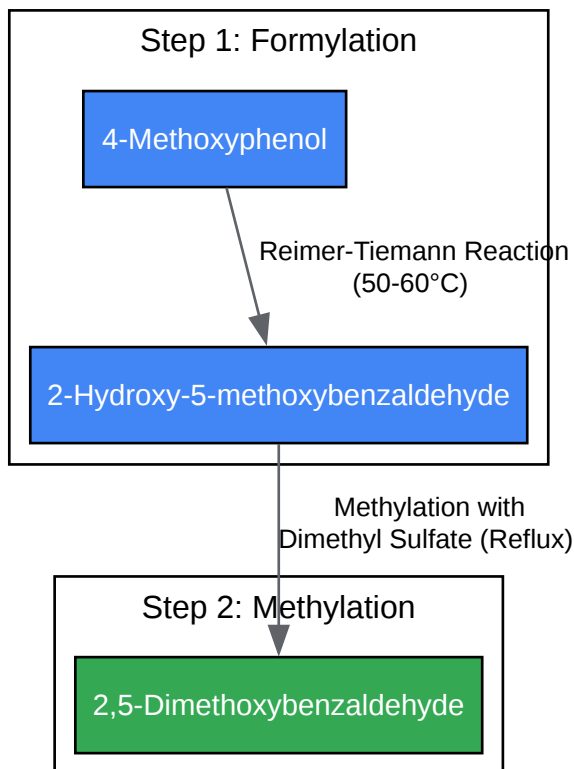 Step 1: Formylation
4-Methoxyphenol
Reimer-Tiemann Reaction
(50-60°C)
2-Hydroxy-5-methoxybenzaldehyde
Methylation with
Dimethyl Sulfate (Reflux)
Step 2: Methylation
2,5-Dimethoxybenzaldehyde